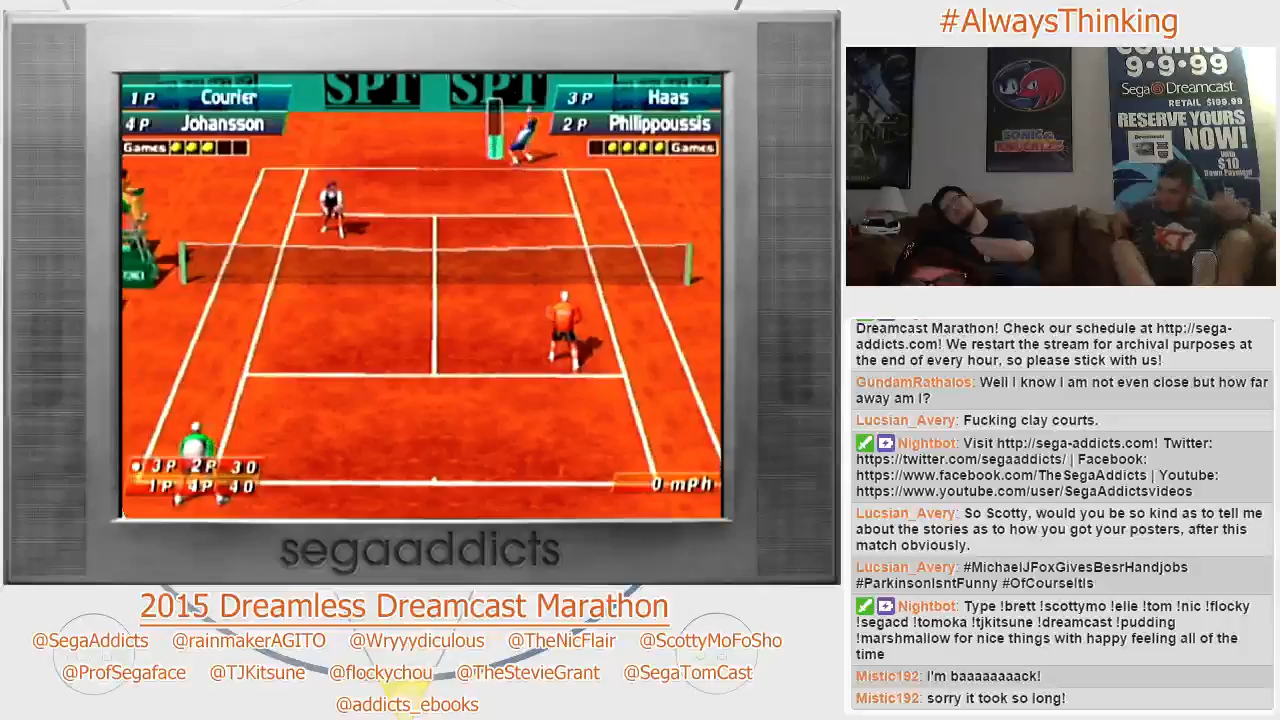 #AlwaysThinking
SPT SPT
1P Courier
4P Johansson
Games
3P Haas
2P Philippoussis
Games
3P 2P 30
1P 4P 40
0 mph
segaaddicts
COMING
9·9·99
Sega Dreamcast
RETAIL $199.99
RESERVE YOURS
NOW!
WITH
$10
Down Payment
SONIC &
KNUCKLES
Dreamcast Marathon! Check our schedule at http://sega-
addicts.com! We restart the stream for archival purposes at
the end of every hour, so please stick with us!
GundamRathalos: Well I know I am not even close but how far
away am I?
Lucsian_Avery: Fucking clay courts.
Nightbot: Visit http://sega-addicts.com! Twitter:
https://twitter.com/segaaddicts/ | Facebook:
https://www.facebook.com/TheSegaAddicts | Youtube:
https://www.youtube.com/user/SegaAddictsvideos
Lucsian_Avery: So Scotty, would you be so kind as to tell me
about the stories as to how you got your posters, after this
match obviously.
Lucsian_Avery: #MichaelJFoxGivesBesrHandjobs
#ParkinsonIsntFunny #OfCourseItIs
Nightbot: Type !brett !scottymo !elie !tom !nic !flocky
!segacd !tomoka !tjkitsune !dreamcast !pudding
!marshmallow for nice things with happy feeling all of the
time
Mistic192: I'm baaaaaaaack!
Mistic192: sorry it took so long!
2015 Dreamless Dreamcast Marathon
@SegaAddicts @rainmakerAGITO @Wryyydiculous @TheNicFlair @ScottyMoFoSho
@ProfSegaface @TJKitsune @flockychou @TheStevieGrant @SegaTomCast
@addicts_ebooks